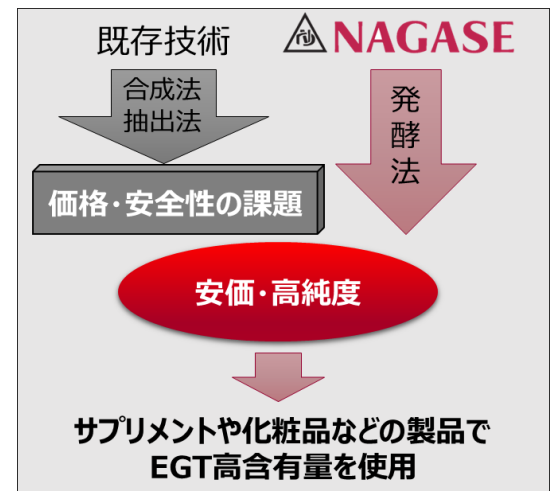 既存技術
NAGASE
合成法
抽出法
発酵法
価格・安全性の課題
安価・高純度
サプリメントや化粧品などの製品で
EGT高含有量を使用